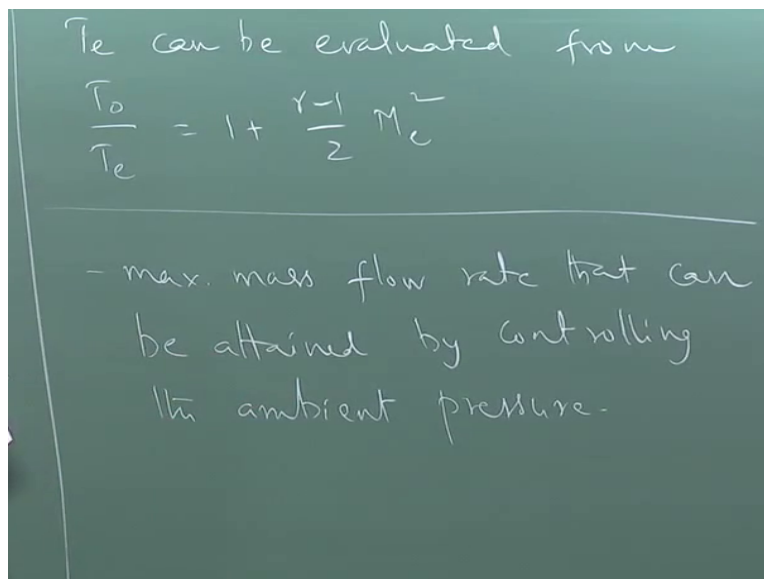 Te can be evaluated from
T0/Te = 1 + (γ-1)/2 Me²
- max. mass flow rate that can
be attained by controlling
the ambient pressure.